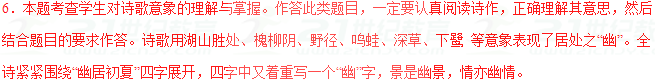 6．本题考查学生对诗歌意象的理解与掌握。作答此类题目，一定要认真阅读诗作，正确理解其意思，然后
结合题目的要求作答。诗歌用湖山胜处、槐柳阴、野径、鸣蛙、深草、下鹭 等意象表现了居处之“幽”。全
诗紧紧围绕“幽居初夏”四字展开，四字中又着重写一个“幽”字，景是幽景，情亦幽情。